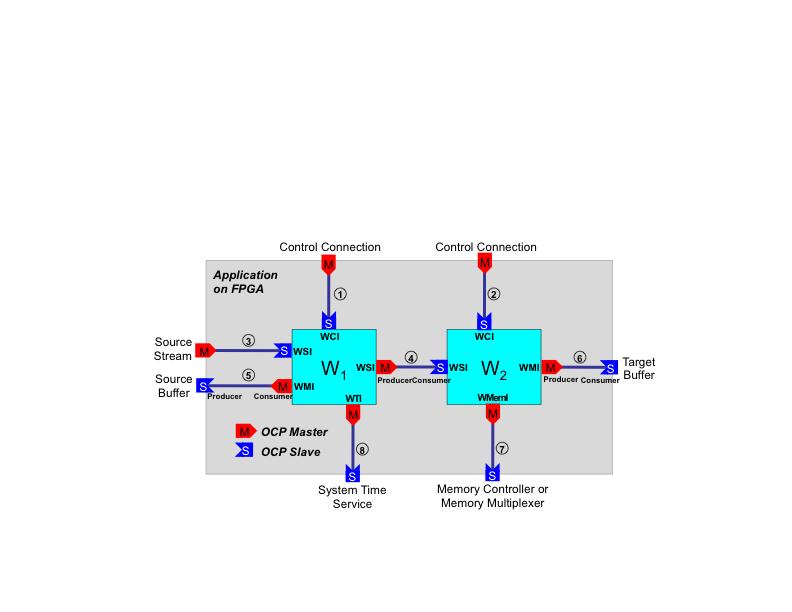 Control Connection
Control Connection
M
M
Application
on FPGA
1
2
S
S
WCI
WCI
Source
Stream
M
3
S
WSI
W1
WSI
M
4
S
WSI
W2
WMI
M
6
S
Target
Buffer
Producer
Consumer
Producer
Consumer
Source
Buffer
S
5
M
WMI
Producer
Consumer
WTI
WMemI
M
M
M
OCP Master
S
OCP Slave
8
7
S
S
System Time
Service
Memory Controller or
Memory Multiplexer